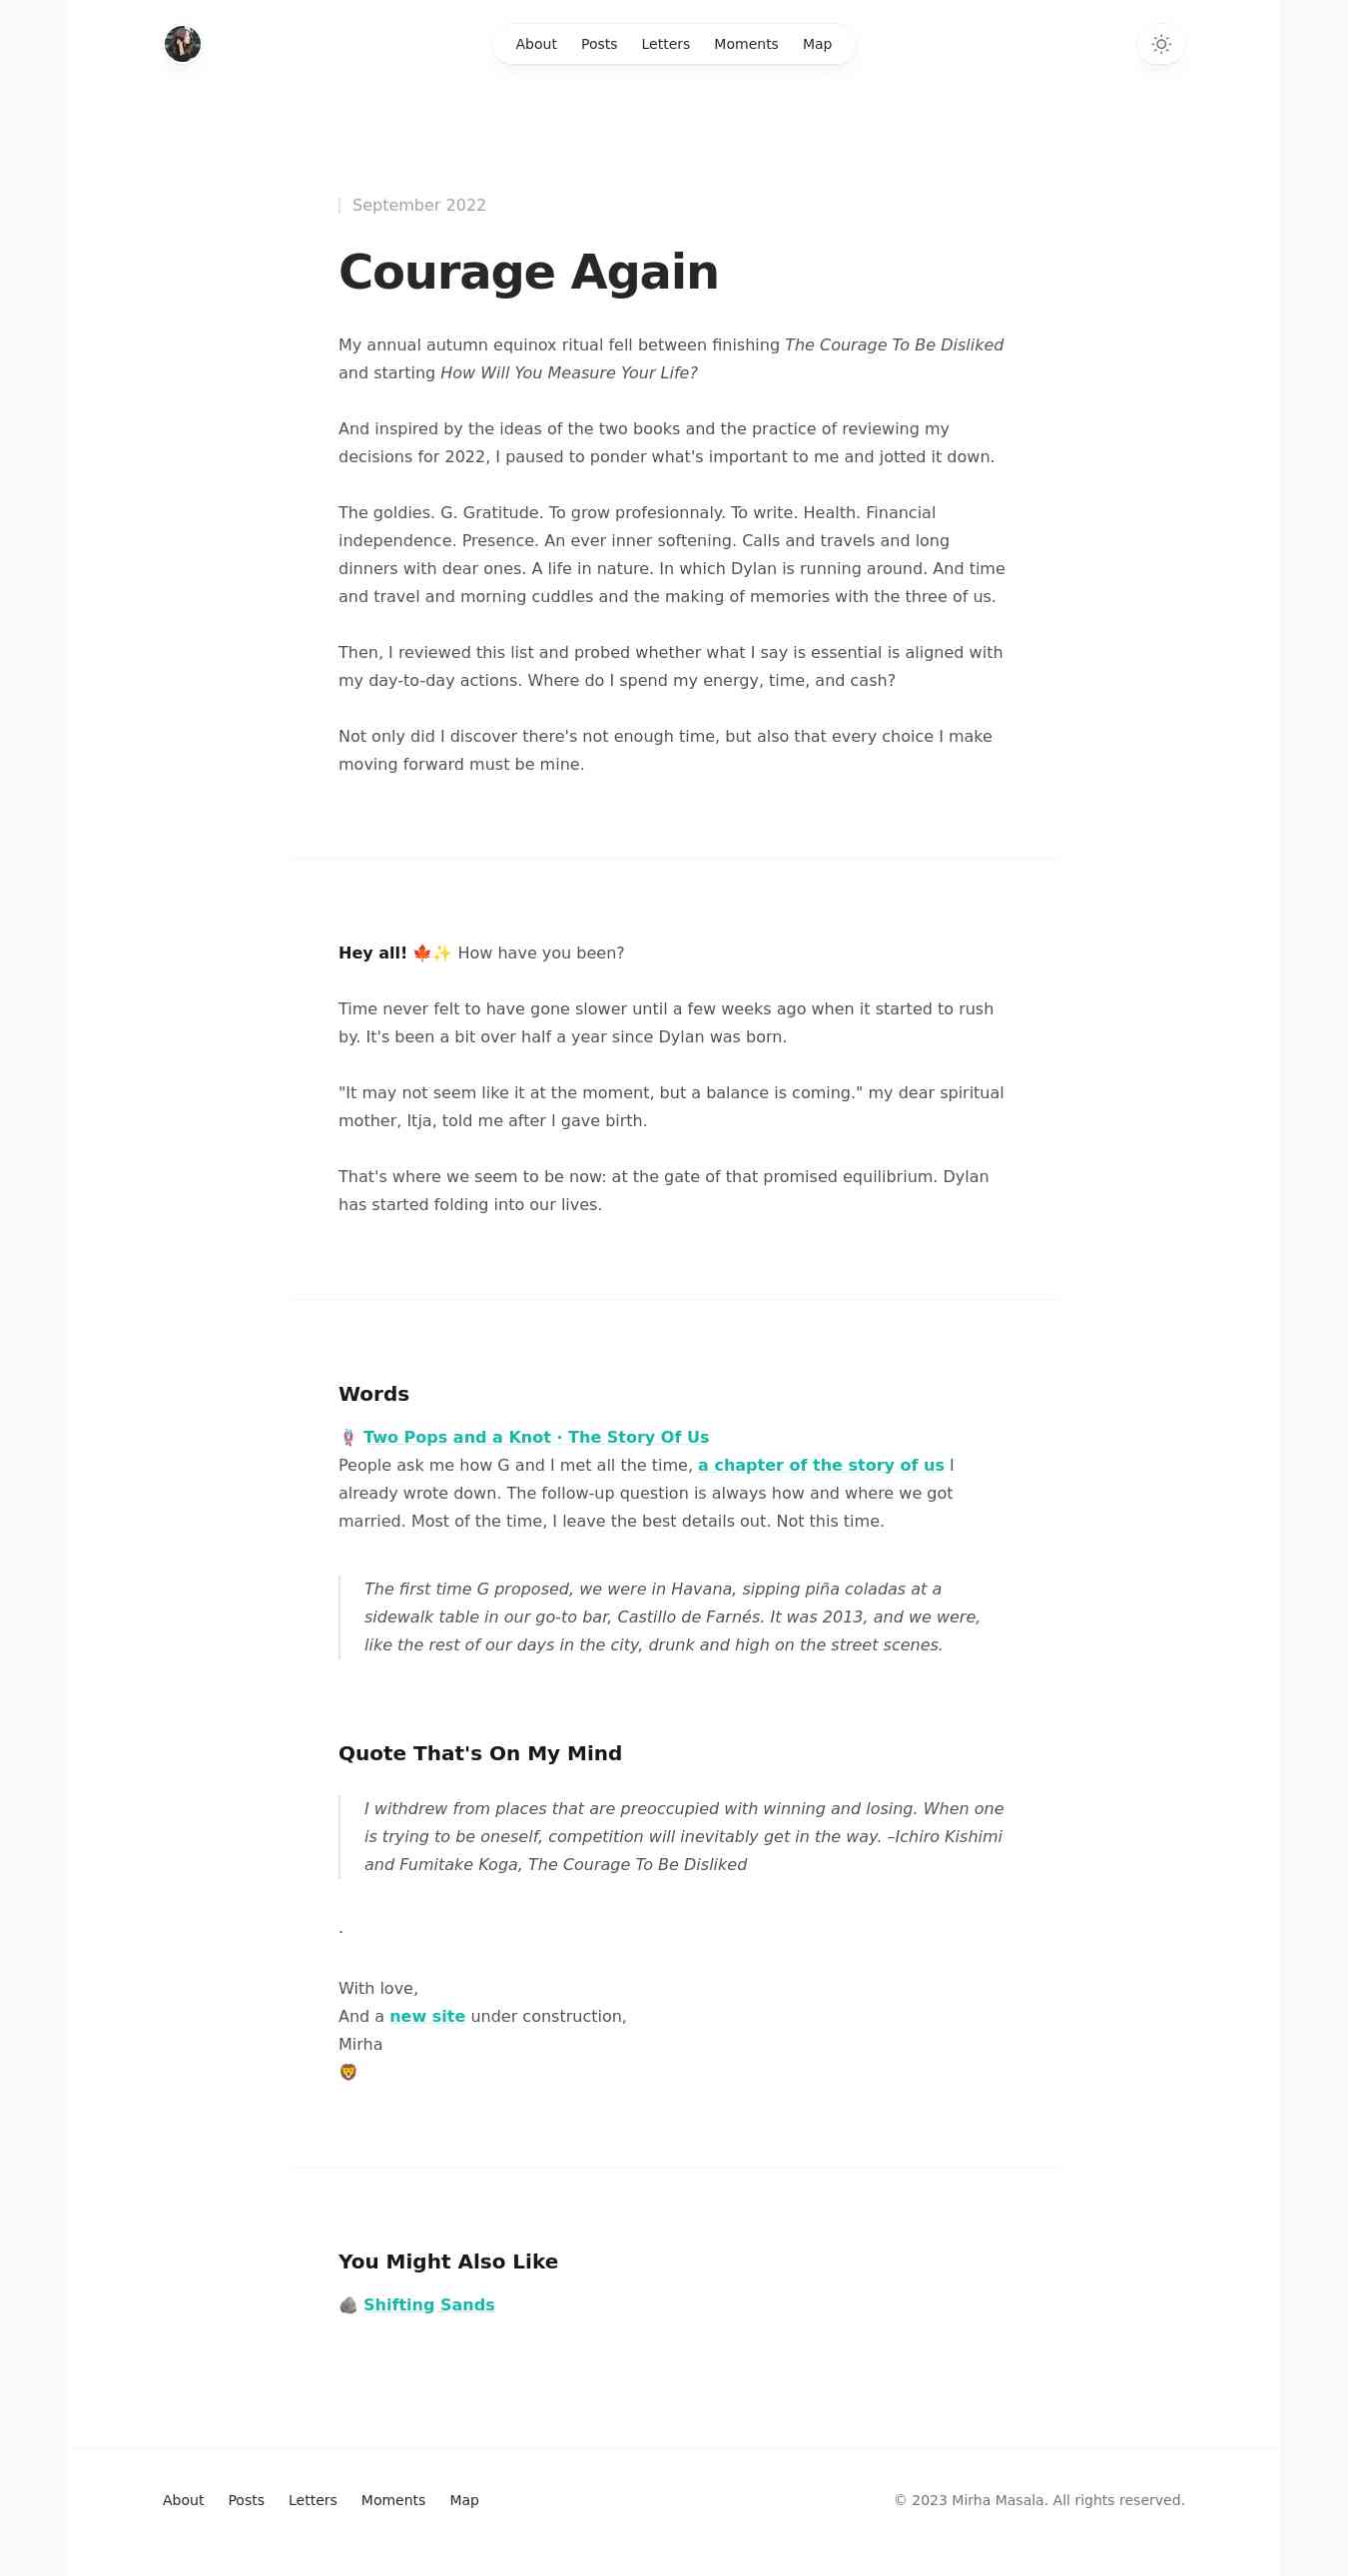 About Posts Letters Moments Map
September 2022
Courage Again
My annual autumn equinox ritual fell between finishing The Courage To Be Disliked
and starting How Will You Measure Your Life?
And inspired by the ideas of the two books and the practice of reviewing my
decisions for 2022, I paused to ponder what's important to me and jotted it down.
The goldies. G. Gratitude. To grow profesionnaly. To write. Health. Financial
independence. Presence. An ever inner softening. Calls and travels and long
dinners with dear ones. A life in nature. In which Dylan is running around. And time
and travel and morning cuddles and the making of memories with the three of us.
Then, I reviewed this list and probed whether what I say is essential is aligned with
my day-to-day actions. Where do I spend my energy, time, and cash?
Not only did I discover there's not enough time, but also that every choice I make
moving forward must be mine.
Hey all! 🍁✨ How have you been?
Time never felt to have gone slower until a few weeks ago when it started to rush
by. It's been a bit over half a year since Dylan was born.
"It may not seem like it at the moment, but a balance is coming." my dear spiritual
mother, Itja, told me after I gave birth.
That's where we seem to be now: at the gate of that promised equilibrium. Dylan
has started folding into our lives.
Words
🪢 Two Pops and a Knot · The Story Of Us
People ask me how G and I met all the time, a chapter of the story of us I
already wrote down. The follow-up question is always how and where we got
married. Most of the time, I leave the best details out. Not this time.
The first time G proposed, we were in Havana, sipping piña coladas at a
sidewalk table in our go-to bar, Castillo de Farnés. It was 2013, and we were,
like the rest of our days in the city, drunk and high on the street scenes.
Quote That's On My Mind
I withdrew from places that are preoccupied with winning and losing. When one
is trying to be oneself, competition will inevitably get in the way. –Ichiro Kishimi
and Fumitake Koga, The Courage To Be Disliked
.
With love,
And a new site under construction,
Mirha
🦁
You Might Also Like
🪨 Shifting Sands
About Posts Letters Moments Map
© 2023 Mirha Masala. All rights reserved.